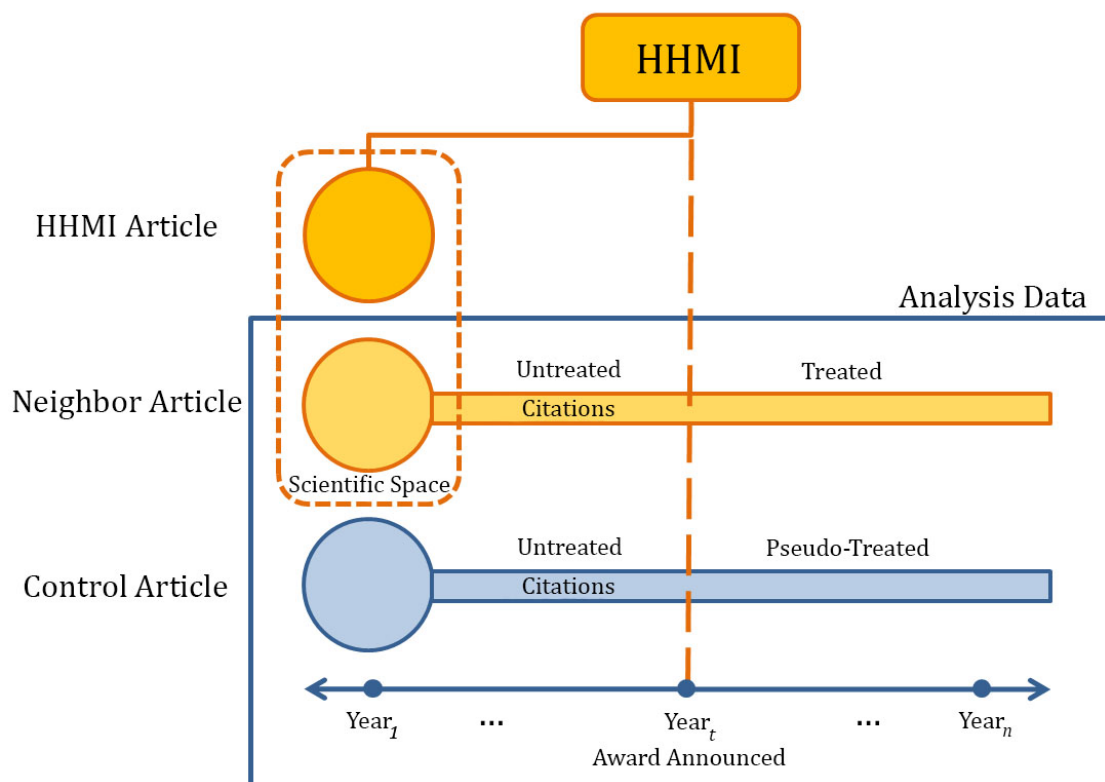 HHMI
HHMI Article
Analysis Data
Neighbor Article
Untreated
Treated
Citations
Scientific Space
Control Article
Untreated
Pseudo-Treated
Citations
Year1 ... Yeart ... Yearn
Award Announced